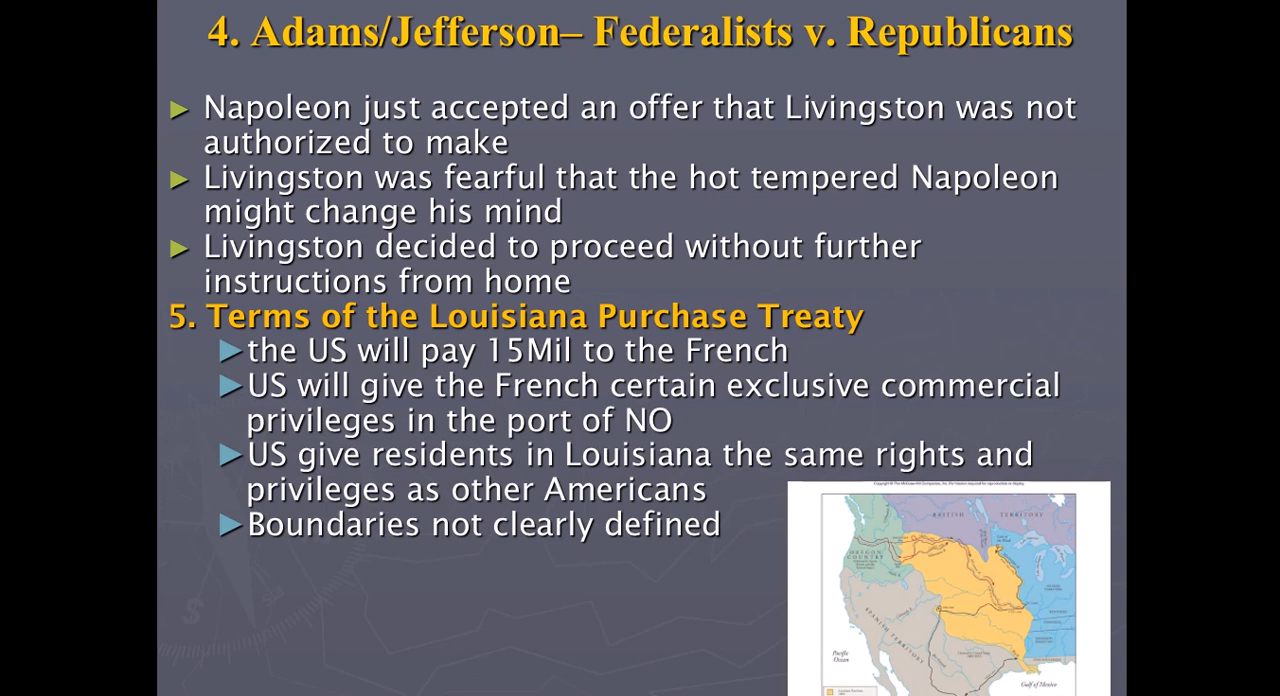 4. Adams/Jefferson– Federalists v. Republicans
Napoleon just accepted an offer that Livingston was not
authorized to make
Livingston was fearful that the hot tempered Napoleon
might change his mind
Livingston decided to proceed without further
instructions from home
5. Terms of the Louisiana Purchase Treaty
the US will pay 15Mil to the French
US will give the French certain exclusive commercial
privileges in the port of NO
US give residents in Louisiana the same rights and
privileges as other Americans
Boundaries not clearly defined
BRITISH TERRITORY
OREGON
COUNTRY
SPANISH TERRITORY
Pacific
Ocean
Gulf of Mexico